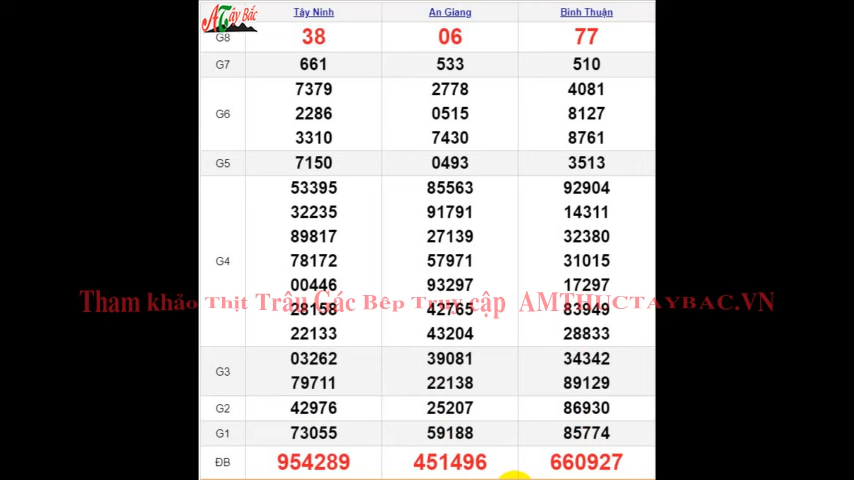 ATây Bắc
Tây Ninh An Giang Bình Thuận
G8 38 06 77
G7 661 533 510
G6 7379 2778 4081
2286 0515 8127
3310 7430 8761
G5 7150 0493 3513
G4 53395 85563 92904
32235 91791 14311
89817 27139 32380
78172 57971 31015
00446 93297 17297
Tham khảo Thịt Trâu Gác Bếp Truy cập AMTHUCTAYBAC.VN
28158 42765 83949
22133 43204 28833
G3 03262 39081 34342
79711 22138 89129
G2 42976 25207 86930
G1 73055 59188 85774
ĐB 954289 451496 660927